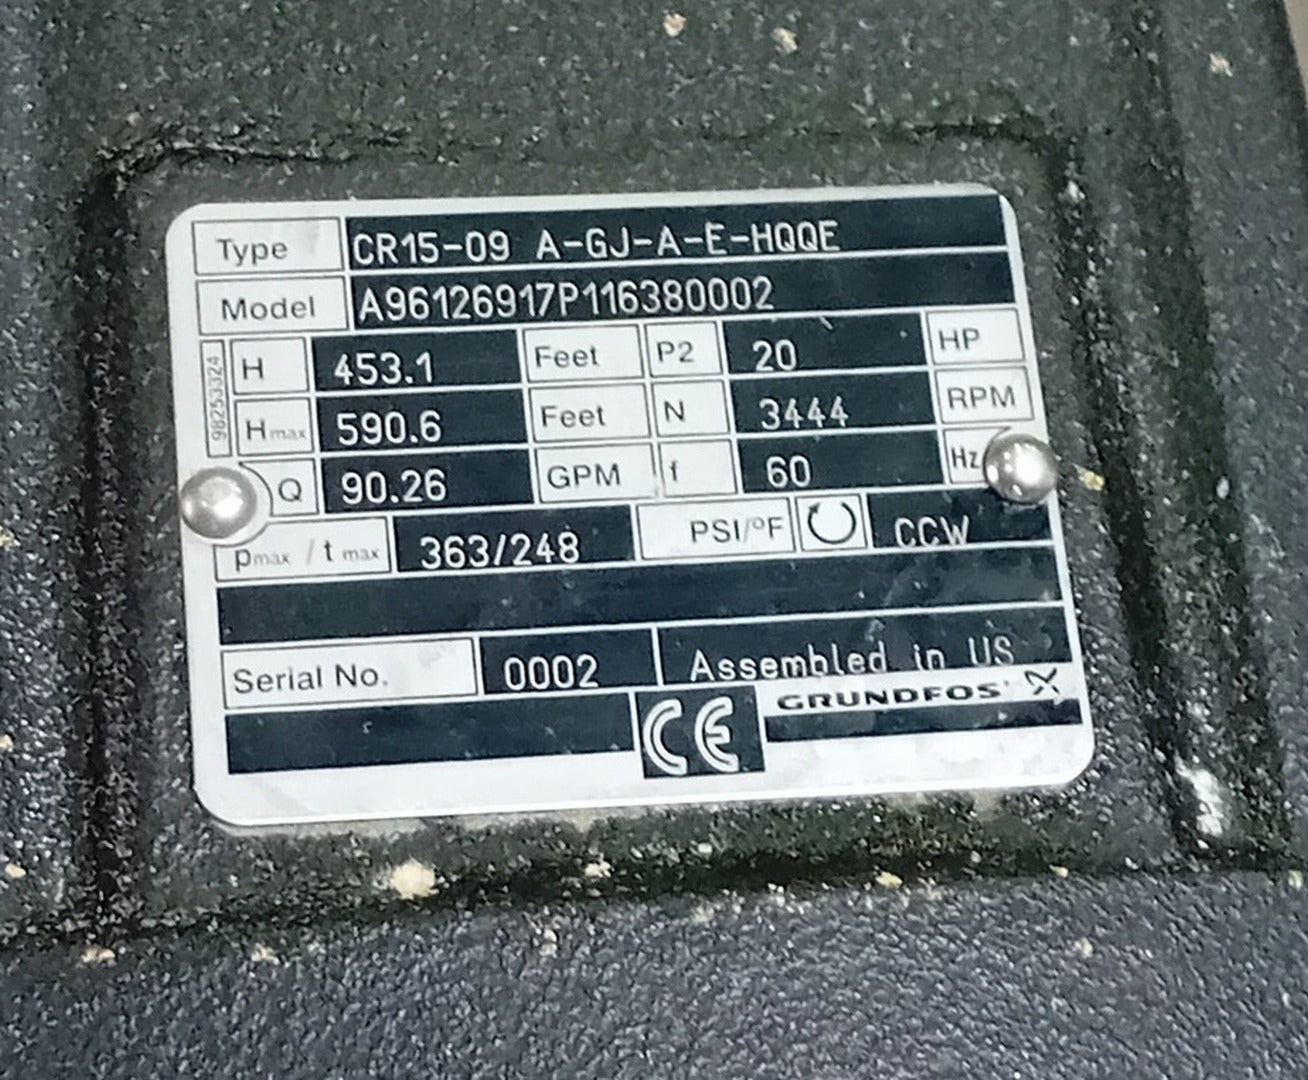 Type CR15-09 A-GJ-A-E-HQQE
Model A96126917P116380002
98253324
H 453.1 Feet P2 20 HP
Hmax 590.6 Feet N 3444 RPM
Q 90.26 GPM f 60 Hz
pmax / t max 363/248 PSI/°F CCW
Serial No. 0002 Assembled in US
CE GRUNDFOS